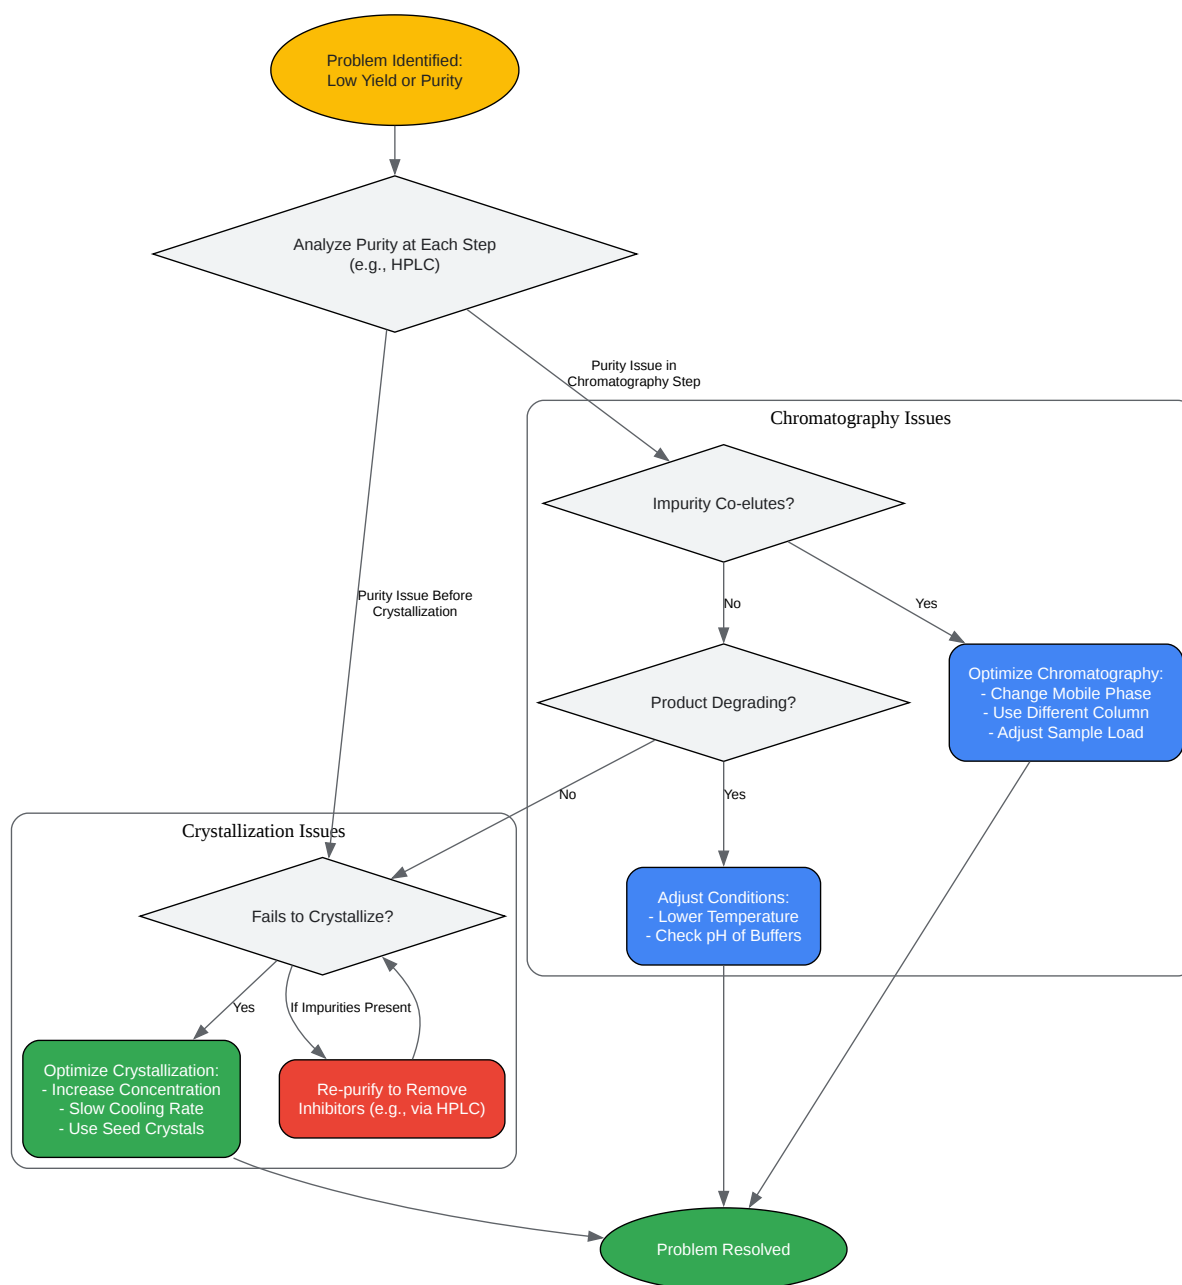 Problem Identified:
Low Yield or Purity
Analyze Purity at Each Step
(e.g., HPLC)
Purity Issue in
Chromatography Step
Chromatography Issues
Impurity Co-elutes?
Purity Issue Before
Crystallization
No
Yes
Product Degrading?
Optimize Chromatography:
- Change Mobile Phase
- Use Different Column
- Adjust Sample Load
No
Yes
Crystallization Issues
Fails to Crystallize?
Adjust Conditions:
- Lower Temperature
- Check pH of Buffers
Yes
If Impurities Present
Optimize Crystallization:
- Increase Concentration
- Slow Cooling Rate
- Use Seed Crystals
Re-purify to Remove
Inhibitors (e.g., via HPLC)
Problem Resolved